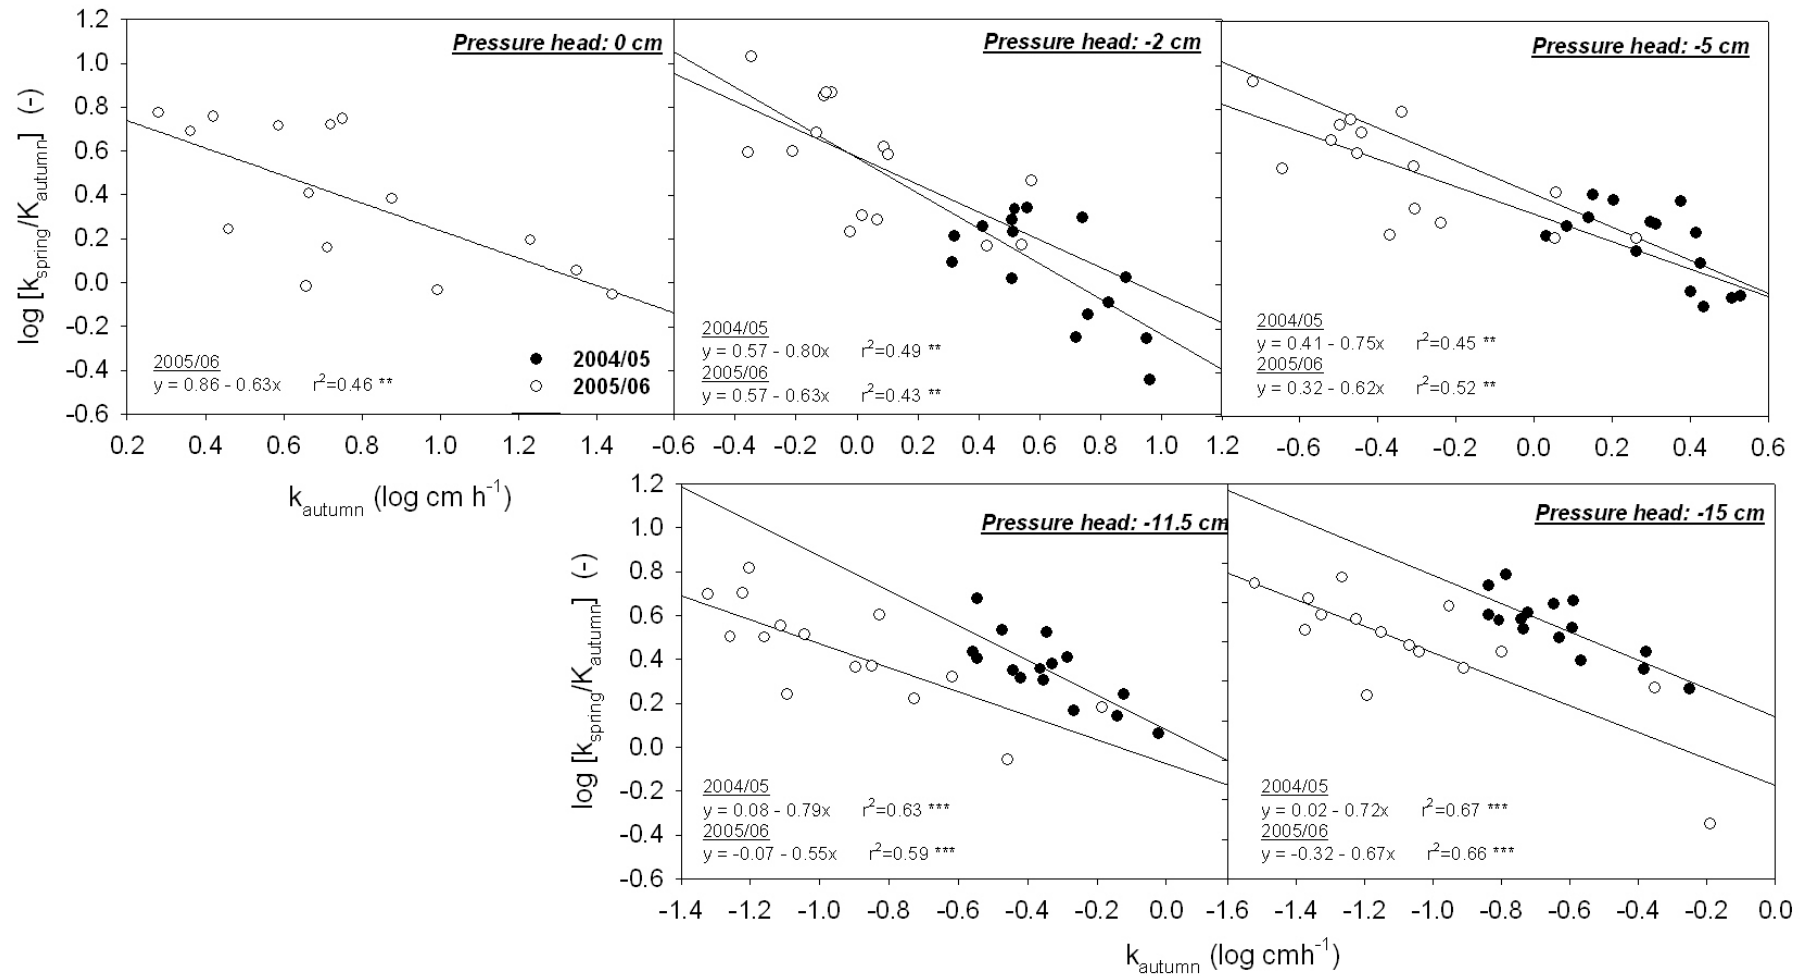 Pressure head: 0 cm
Pressure head: -2 cm
Pressure head: -5 cm
1.2
1.0
0.8
0.6
0.4
0.2
0.0
-0.2
-0.4
-0.6
log [k_spring/K_autumn] (-)
2005/06
y = 0.86 - 0.63x r²=0.46 **
2004/05
2005/06
2004/05
y = 0.57 - 0.80x r²=0.49 **
2005/06
y = 0.57 - 0.63x r²=0.43 **
2004/05
y = 0.41 - 0.75x r²=0.45 **
2005/06
y = 0.32 - 0.62x r²=0.52 **
0.2 0.4 0.6 0.8 1.0 1.2 1.4 -0.6 -0.4 -0.2 0.0 0.2 0.4 0.6 0.8 1.0 1.2 -0.6 -0.4 -0.2 0.0 0.2 0.4 0.6
k_autumn (log cm h⁻¹)
Pressure head: -11.5 cm
Pressure head: -15 cm
1.2
1.0
0.8
0.6
0.4
0.2
0.0
-0.2
-0.4
-0.6
log [k_spring/K_autumn] (-)
2004/05
y = 0.08 - 0.79x r²=0.63 ***
2005/06
y = -0.07 - 0.55x r²=0.59 ***
2004/05
y = 0.02 - 0.72x r²=0.67 ***
2005/06
y = -0.32 - 0.67x r²=0.66 ***
-1.4 -1.2 -1.0 -0.8 -0.6 -0.4 -0.2 0.0 -1.6 -1.4 -1.2 -1.0 -0.8 -0.6 -0.4 -0.2 0.0
k_autumn (log cmh⁻¹)